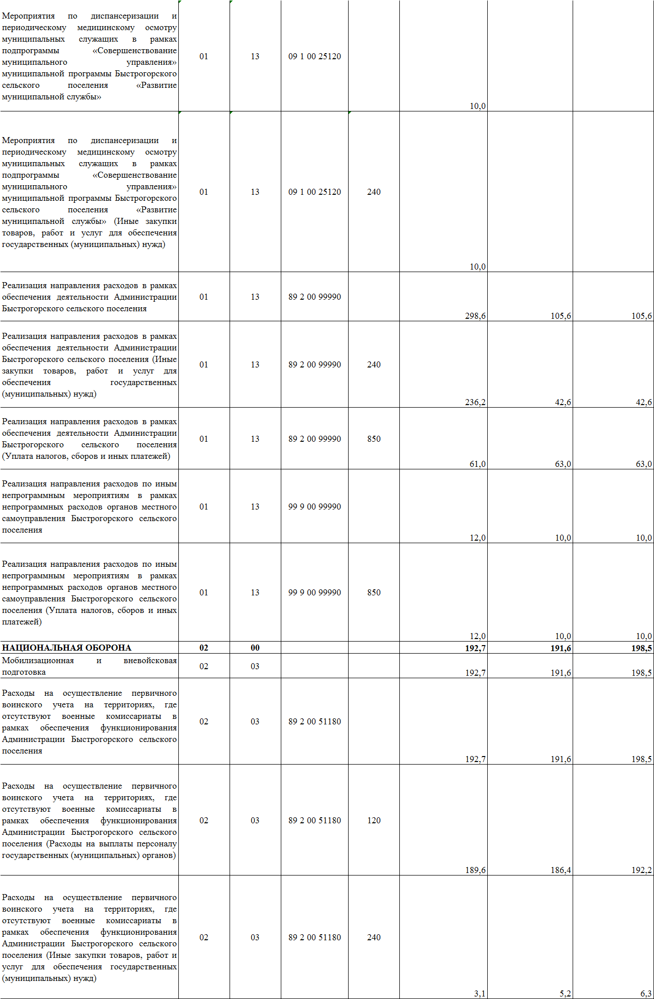 Мероприятия по диспансеризации и
периодическому медицинскому осмотру
муниципальных служащих в рамках
подпрограммы «Совершенствование
муниципального управления»
муниципальной программы Быстрогорского
сельского поселения «Развитие
муниципальной службы»
01 13 09 1 00 25120
10,0
Мероприятия по диспансеризации и
периодическому медицинскому осмотру
муниципальных служащих в рамках
подпрограммы «Совершенствование
муниципального управления»
муниципальной программы Быстрогорского
сельского поселения «Развитие
муниципальной службы» (Иные закупки
товаров, работ и услуг для обеспечения
государственных (муниципальных) нужд)
01 13 09 1 00 25120 240
10,0
Реализация направления расходов в рамках
обеспечения деятельности Администрации
Быстрогорского сельского поселения
01 13 89 2 00 99990
298,6 105,6 105,6
Реализация направления расходов в рамках
обеспечения деятельности Администрации
Быстрогорского сельского поселения (Иные
закупки товаров, работ и услуг для
обеспечения государственных
(муниципальных) нужд)
01 13 89 2 00 99990 240
236,2 42,6 42,6
Реализация направления расходов в рамках
обеспечения деятельности Администрации
Быстрогорского сельского поселения
(Уплата налогов, сборов и иных платежей)
01 13 89 2 00 99990 850
61,0 63,0 63,0
Реализация направления расходов по иным
непрограммным мероприятиям в рамках
непрограммных расходов органов местного
самоуправления Быстрогорского сельского
поселения
01 13 99 9 00 99990
12,0 10,0 10,0
Реализация направления расходов по иным
непрограммным мероприятиям в рамках
непрограммных расходов органов местного
самоуправления Быстрогорского сельского
поселения (Уплата налогов, сборов и иных
платежей)
01 13 99 9 00 99990 850
12,0 10,0 10,0
НАЦИОНАЛЬНАЯ ОБОРОНА 02 00 192,7 191,6 198,5
Мобилизационная и вневойсковая
подготовка
02 03 192,7 191,6 198,5
Расходы на осуществление первичного
воинского учета на территориях, где
отсутствуют военные комиссариаты в
рамках обеспечения функционирования
Администрации Быстрогорского сельского
поселения
02 03 89 2 00 51180
192,7 191,6 198,5
Расходы на осуществление первичного
воинского учета на территориях, где
отсутствуют военные комиссариаты в
рамках обеспечения функционирования
Администрации Быстрогорского сельского
поселения (Расходы на выплаты персоналу
государственных (муниципальных) органов)
02 03 89 2 00 51180 120
189,6 186,4 192,2
Расходы на осуществление первичного
воинского учета на территориях, где
отсутствуют военные комиссариаты в
рамках обеспечения функционирования
Администрации Быстрогорского сельского
поселения (Иные закупки товаров, работ и
услуг для обеспечения государственных
(муниципальных) нужд)
02 03 89 2 00 51180 240
3,1 5,2 6,3